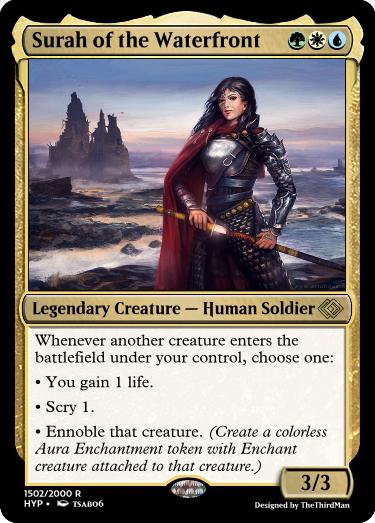 Surah of the Waterfront
Legendary Creature — Human Soldier
Whenever another creature enters the
battlefield under your control, choose one:
• You gain 1 life.
• Scry 1.
• Ennoble that creature. (Create a colorless
Aura Enchantment token with Enchant
creature attached to that creature.)
3/3
1502/2000 R
HYP • TSABO6
Designed by TheThirdMan